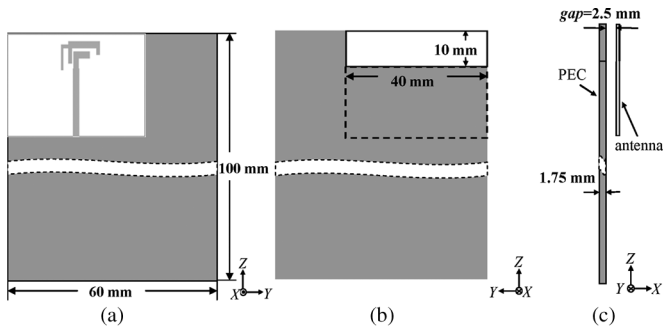 gap=2.5 mm
10 mm
40 mm
PEC
antenna
100 mm
1.75 mm
60 mm
Z
X
Y
Z
Y
X
Z
Y
X
(a)
(b)
(c)